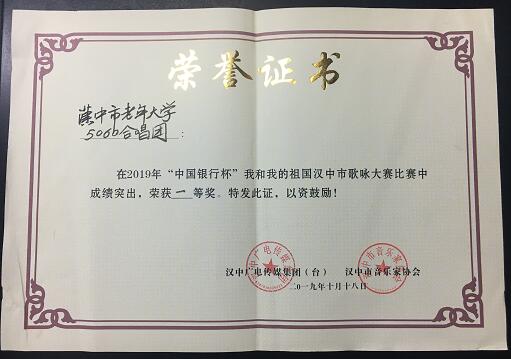 荣誉证书
汉中市老年大学
5060合唱团：
在2019年“中国银行杯”我和我的祖国汉中市歌咏大赛比赛中
成绩突出，荣获一等奖。特发此证，以资鼓励！
汉中广电传媒集团（台） 汉中市音乐家协会
二〇一九年十月十八日